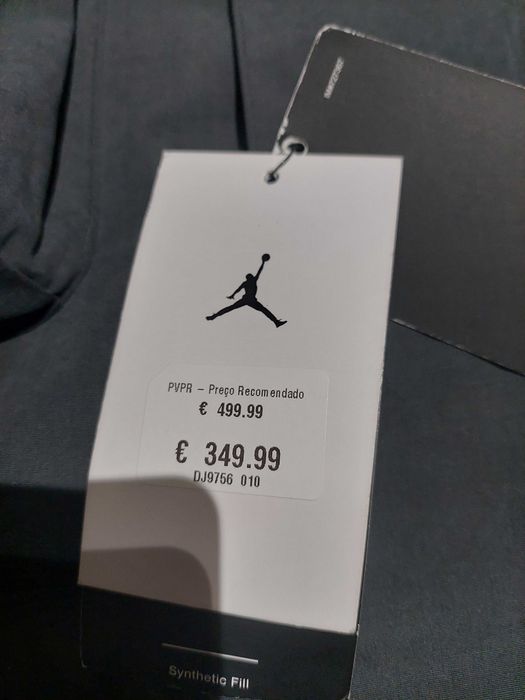 PVPR – Preço Recomendado
€ 499.99
€ 349.99
DJ9756 010
Synthetic Fill